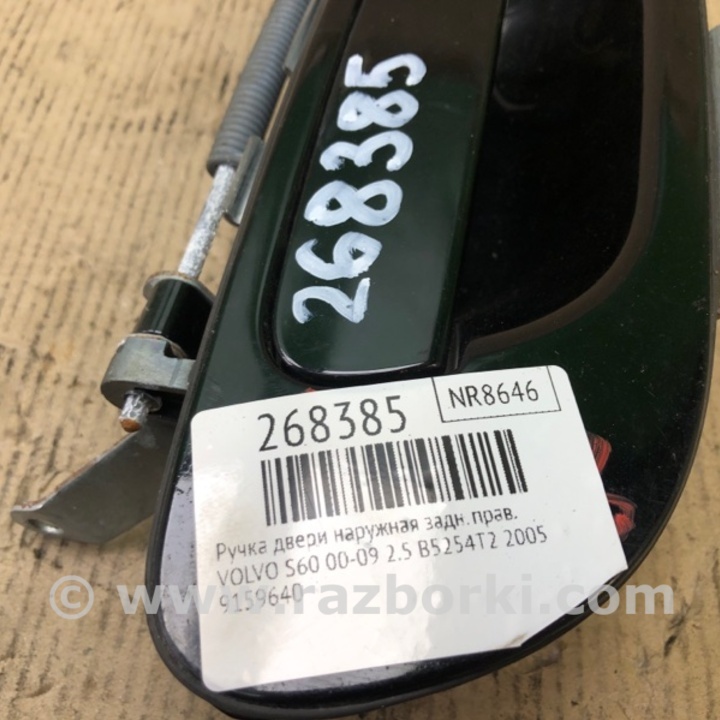 268385
268385
NR8646
Ручка двери наружная задн.прав.
VOLVO S60 00-09 2.5 B5254T2 2005
9159640
© www.razborki.com